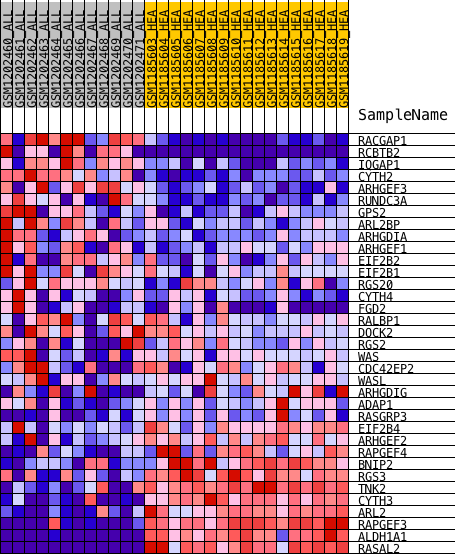 GSM1202460_ALL
GSM1202461_ALL
GSM1202462_ALL
GSM1202463_ALL
GSM1202464_ALL
GSM1202465_ALL
GSM1202466_ALL
GSM1202467_ALL
GSM1202468_ALL
GSM1202469_ALL
GSM1202470_ALL
GSM1202471_ALL
GSM1185603_HEA
GSM1185604_HEA
GSM1185605_HEA
GSM1185606_HEA
GSM1185607_HEA
GSM1185608_HEA
GSM1185609_HEA
GSM1185610_HEA
GSM1185611_HEA
GSM1185612_HEA
GSM1185613_HEA
GSM1185614_HEA
GSM1185615_HEA
GSM1185616_HEA
GSM1185617_HEA
GSM1185618_HEA
GSM1185619_HEA
SampleName
RACGAP1
RCBTB2
IQGAP1
CYTH2
ARHGEF3
RUNDC3A
GPS2
ARL2BP
ARHGDIA
ARHGEF1
EIF2B2
EIF2B1
RGS20
CYTH4
FGD2
RALBP1
DOCK2
RGS2
WAS
CDC42EP2
WASL
ARHGDIG
ADAP1
RASGRP3
EIF2B4
ARHGEF2
RAPGEF4
BNIP2
RGS3
TNK2
CYTH3
ARL2
RAPGEF3
ALDH1A1
RASAL2